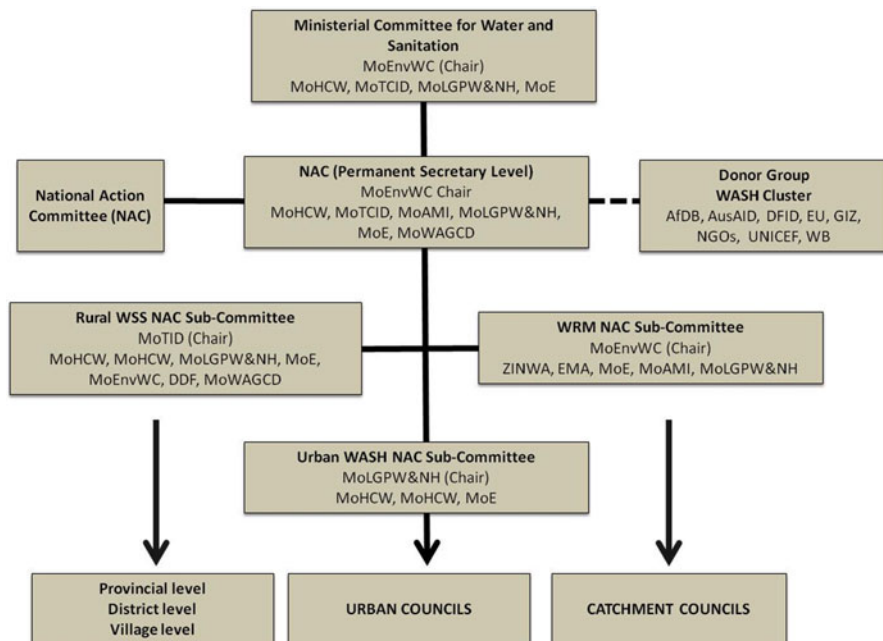 Ministerial Committee for Water and
Sanitation
MoEnvWC (Chair)
MoHCW, MoTCID, MoLGPW&NH, MoE
National Action
Committee (NAC)
NAC (Permanent Secretary Level)
MoEnvWC Chair
MoHCW, MoTCID, MoAMI, MoLGPW&NH,
MoE, MoWAGCD
Donor Group
WASH Cluster
AfDB, AusAID, DFID, EU, GIZ,
NGOs, UNICEF, WB
Rural WSS NAC Sub-Committee
MoTID (Chair)
MoHCW, MoHCW, MoLGPW&NH, MoE,
MoEnvWC, DDF, MoWAGCD
WRM NAC Sub-Committee
MoEnvWC (Chair)
ZINWA, EMA, MoE, MoAMI, MoLGPW&NH
Urban WASH NAC Sub-Committee
MoLGPW&NH (Chair)
MoHCW, MoHCW, MoE
Provincial level
District level
Village level
URBAN COUNCILS
CATCHMENT COUNCILS